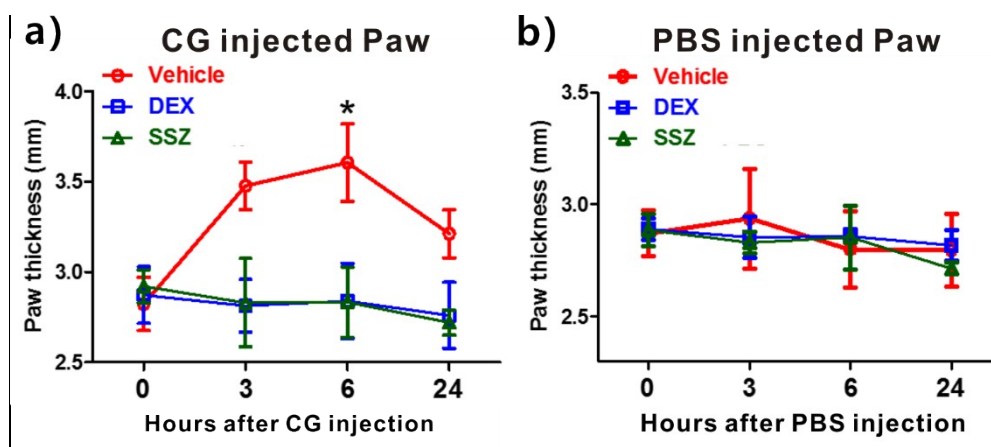 a)
CG injected Paw
Vehicle
DEX
SSZ
*
Paw thickness (mm)
4.0
3.5
3.0
2.5
0 3 6 24
Hours after CG injection
b)
PBS injected Paw
Vehicle
DEX
SSZ
Paw thickness (mm)
3.5
3.0
2.5
0 3 6 24
Hours after PBS injection